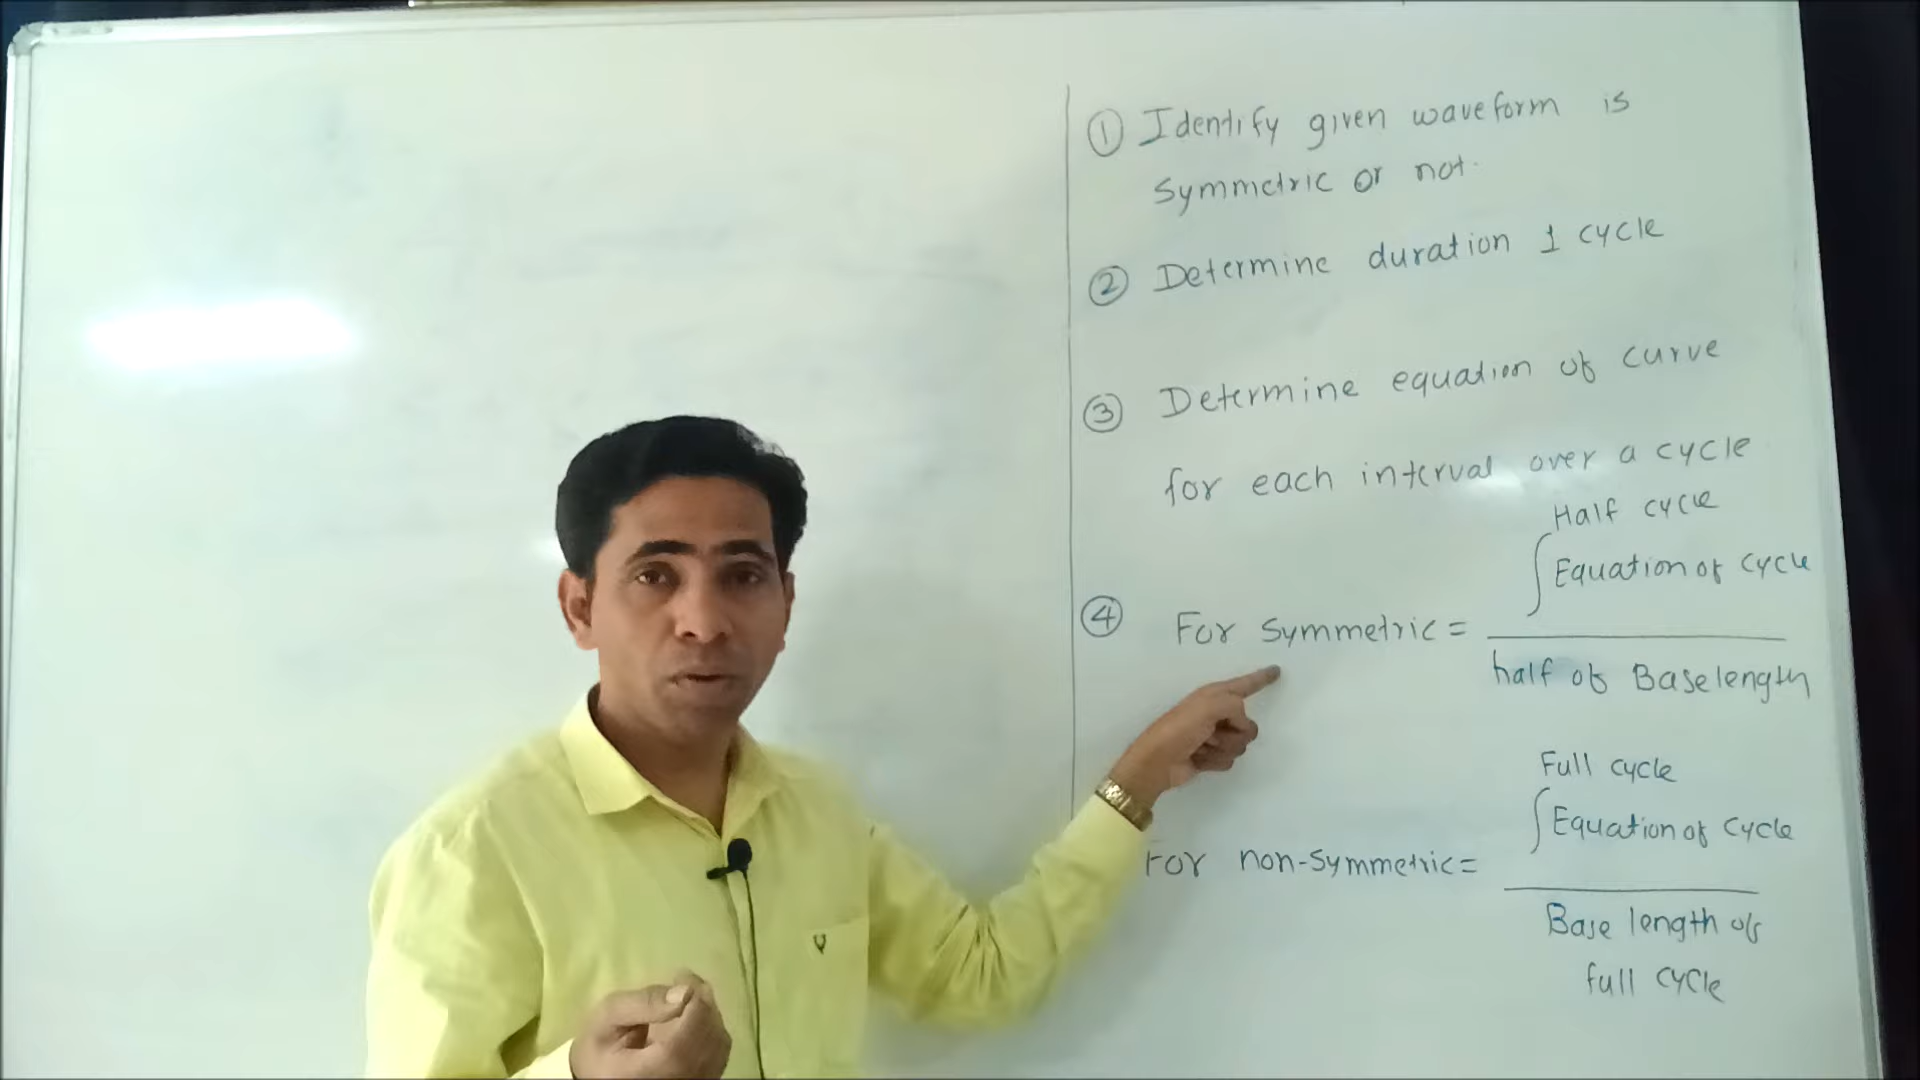 ① Identify given waveform is
symmetric or not.
② Determine duration 1 cycle
③ Determine equation of curve
for each interval over a cycle
Half cycle
∫ Equation of cycle
④ For symmetric =
half of Base length
Full cycle
∫ Equation of cycle
For non-symmetric =
Base length of
full cycle